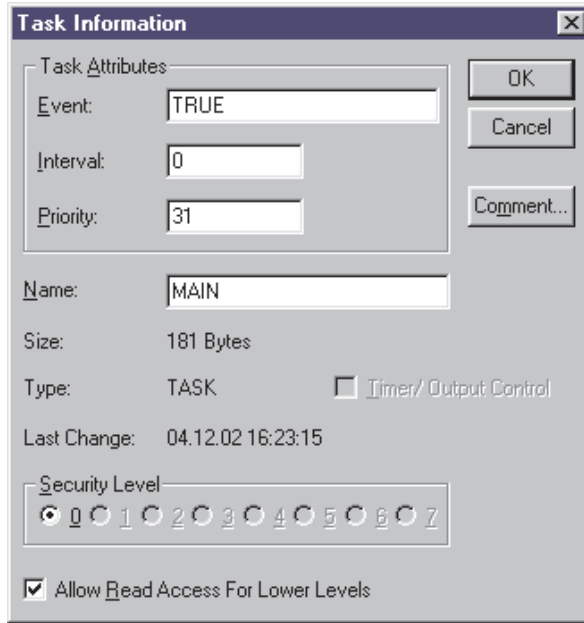 Task Information
Task Attributes
Event: TRUE
OK
Cancel
Interval: 0
Priority: 31
Comment...
Name: MAIN
Size: 181 Bytes
Type: TASK Timer/ Output Control
Last Change: 04.12.02 16:23:15
Security Level
0 1 2 3 4 5 6 7
Allow Read Access For Lower Levels